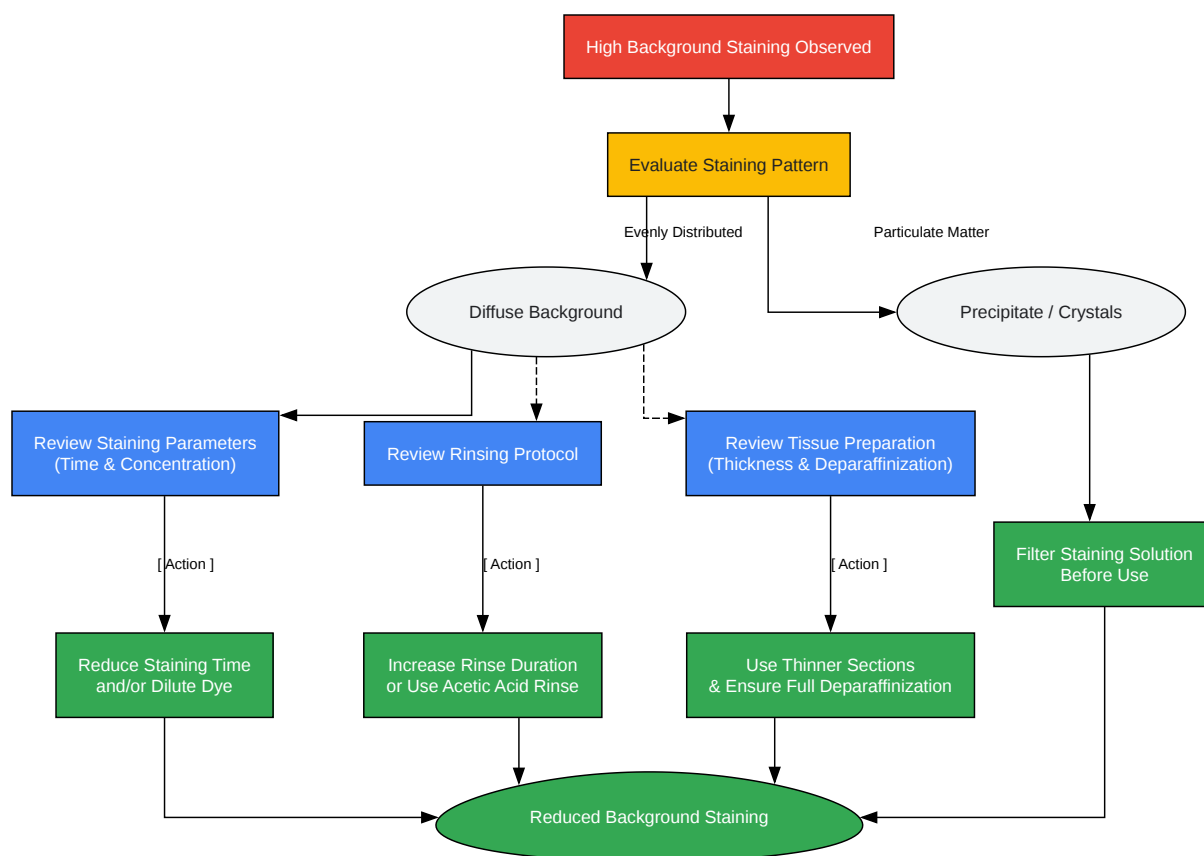 High Background Staining Observed
Evaluate Staining Pattern
Evenly Distributed
Particulate Matter
Diffuse Background
Precipitate / Crystals
Review Staining Parameters
(Time & Concentration)
Review Rinsing Protocol
Review Tissue Preparation
(Thickness & Deparaffinization)
Filter Staining Solution
Before Use
[ Action ]
[ Action ]
[ Action ]
Reduce Staining Time
and/or Dilute Dye
Increase Rinse Duration
or Use Acetic Acid Rinse
Use Thinner Sections
& Ensure Full Deparaffinization
Reduced Background Staining